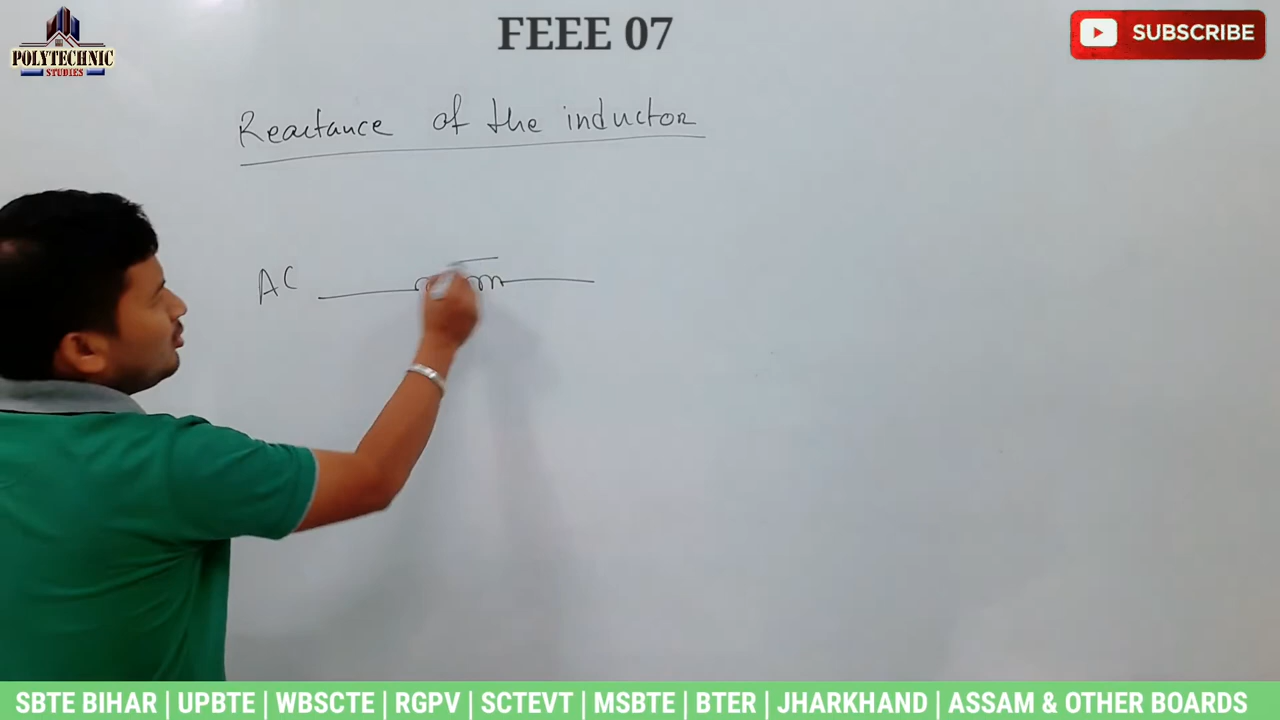 FEEE 07
POLYTECHNIC
STUDIES
SUBSCRIBE
Reactance of the inductor
AC
SBTE BIHAR | UPBTE | WBSCTE | RGPV | SCTEVT | MSBTE | BTER | JHARKHAND | ASSAM & OTHER BOARDS